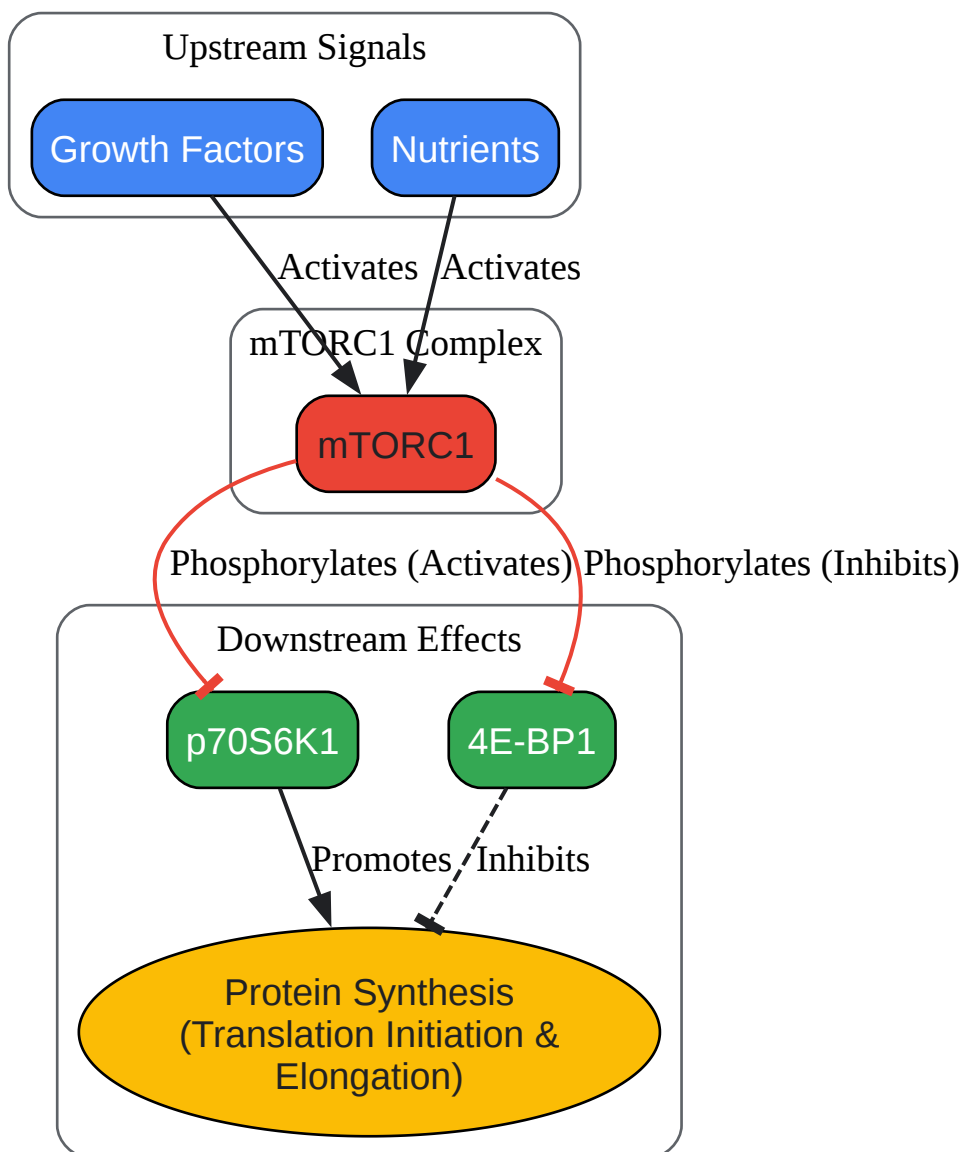 Upstream Signals
Growth Factors
Nutrients
Activates
Activates
mTORC1 Complex
mTORC1
Phosphorylates (Activates)
Phosphorylates (Inhibits)
Downstream Effects
p70S6K1
4E-BP1
Promotes
Inhibits
Protein Synthesis
(Translation Initiation &
Elongation)